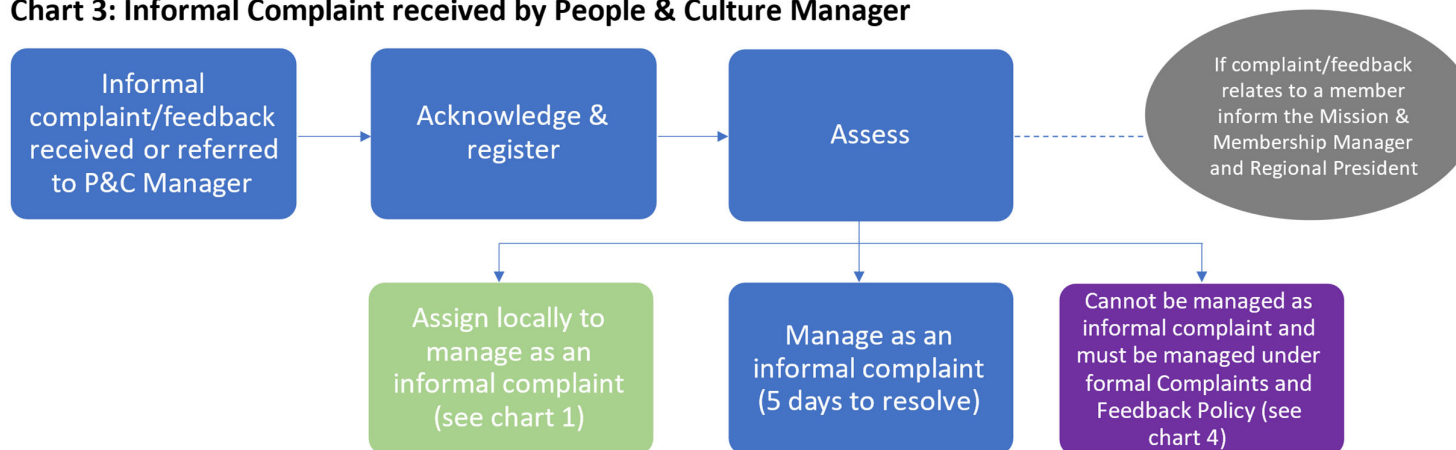 Chart 3: Informal Complaint received by People & Culture Manager
Informal
complaint/feedback
received or referred
to P&C Manager
Acknowledge &
register
Assess
If complaint/feedback
relates to a member
inform the Mission &
Membership Manager
and Regional President
Assign locally to
manage as an
informal complaint
(see chart 1)
Manage as an
informal complaint
(5 days to resolve)
Cannot be managed as
informal complaint and
must be managed under
formal Complaints and
Feedback Policy (see
chart 4)